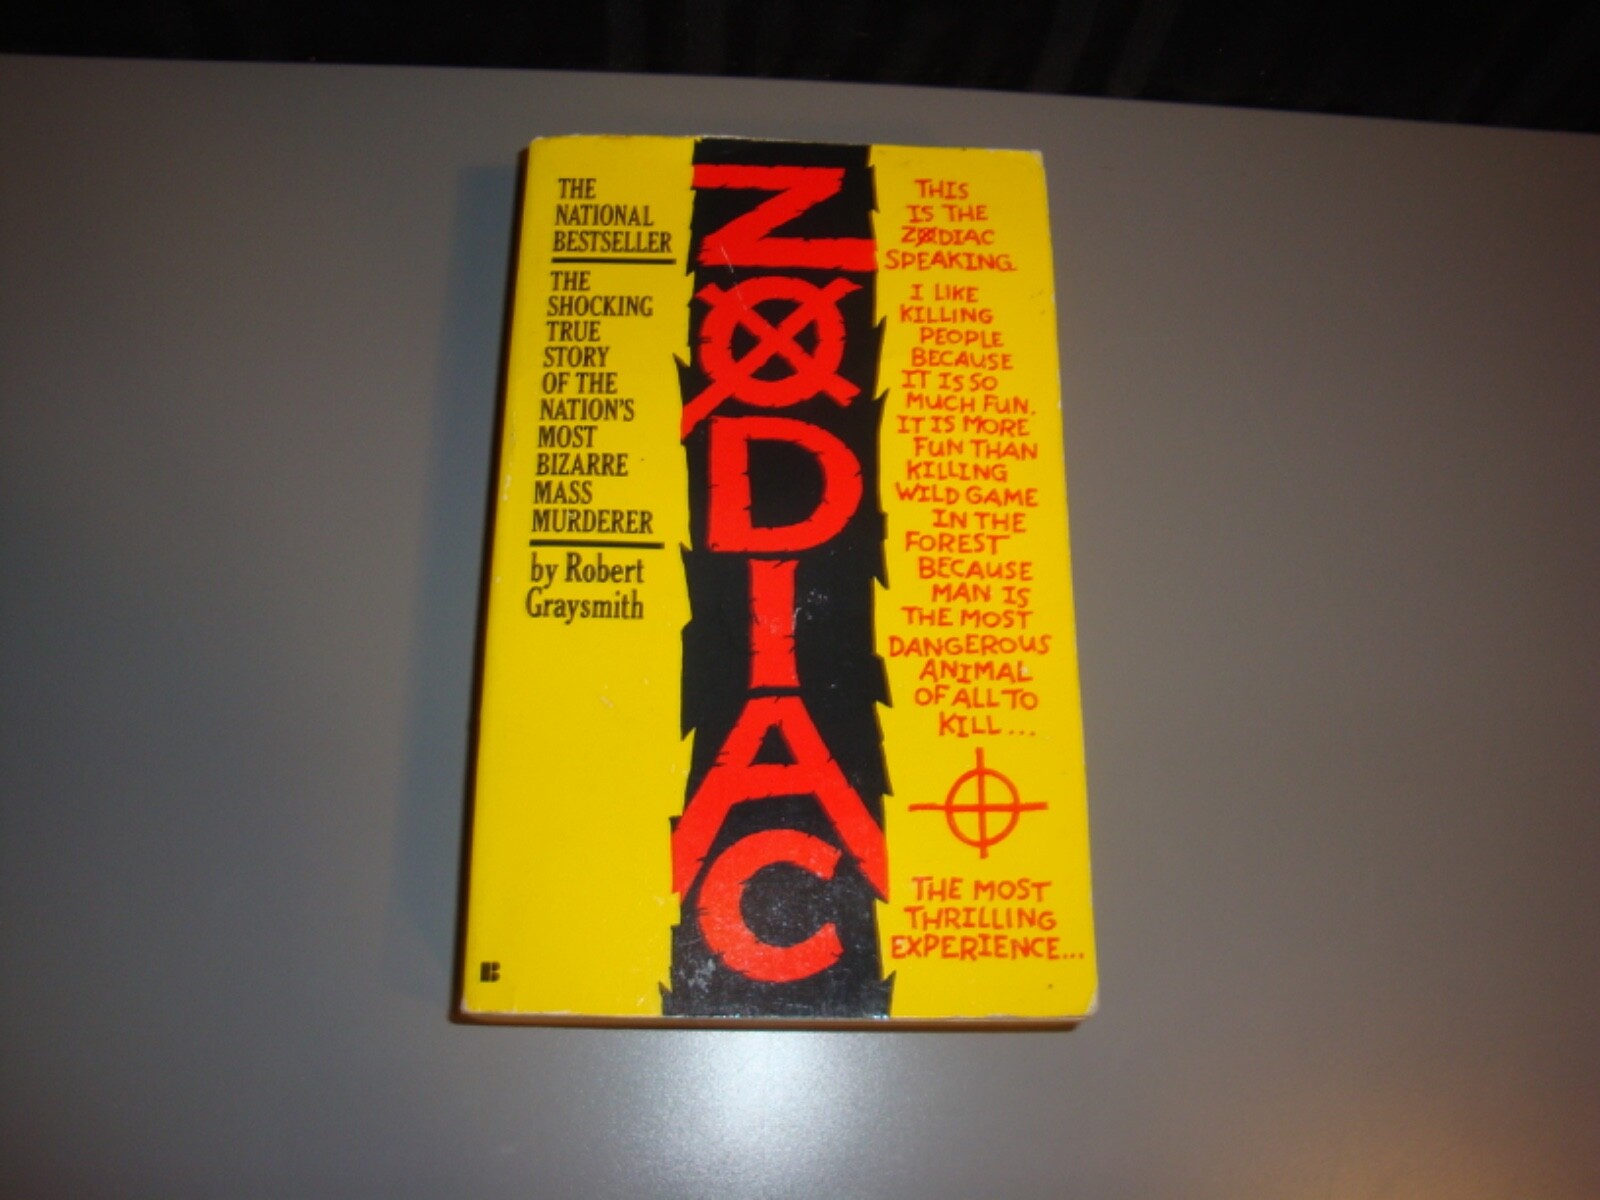 THE
NATIONAL
BESTSELLER
THE
SHOCKING
TRUE
STORY
OF THE
NATION'S
MOST
BIZARRE
MASS
MURDERER
by Robert
Graysmith
B
ZODIAC
THIS
IS THE
ZODIAC
SPEAKING
I LIKE
KILLING
PEOPLE
BECAUSE
IT IS SO
MUCH FUN.
IT IS MORE
FUN THAN
KILLING
WILD GAME
IN THE
FOREST
BECAUSE
MAN IS
THE MOST
DANGEROUS
ANIMAL
OF ALL TO
KILL...
THE MOST
THRILLING
EXPERIENCE...